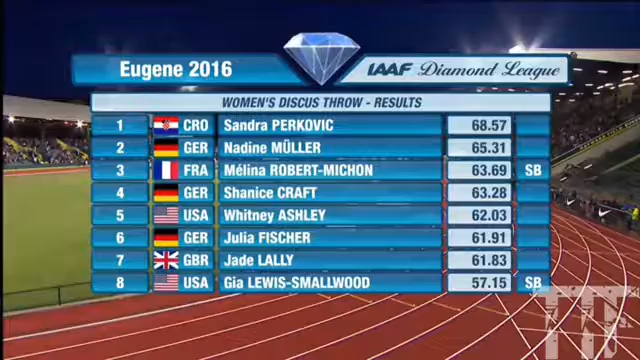 Eugene 2016
IAAF Diamond League
WOMEN'S DISCUS THROW - RESULTS
1 CRO Sandra PERKOVIC 68.57
2 GER Nadine MÜLLER 65.31
3 FRA Mélina ROBERT-MICHON 63.69 SB
4 GER Shanice CRAFT 63.28
5 USA Whitney ASHLEY 62.03
6 GER Julia FISCHER 61.91
7 GBR Jade LALLY 61.83
8 USA Gia LEWIS-SMALLWOOD 57.15 SB